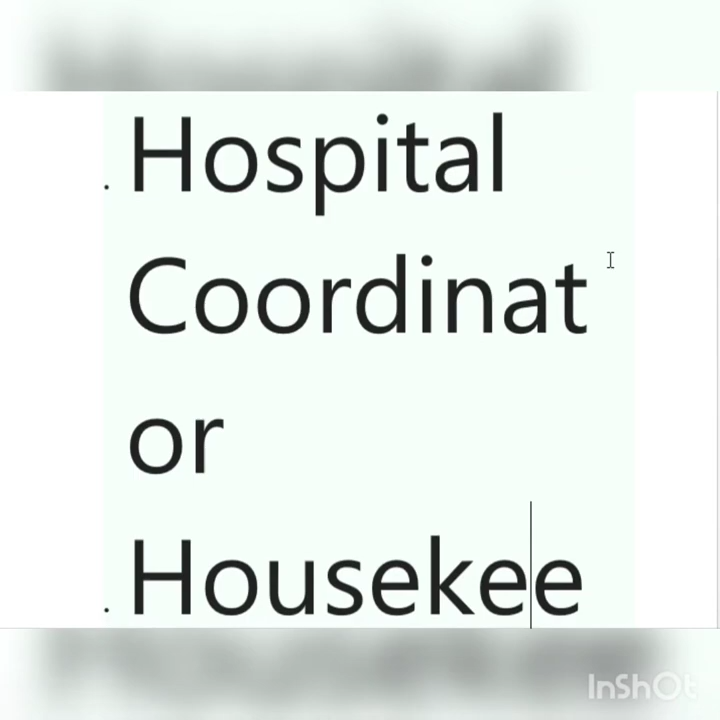 . Hospital
Coordinat
or
. Housekee
InShOt